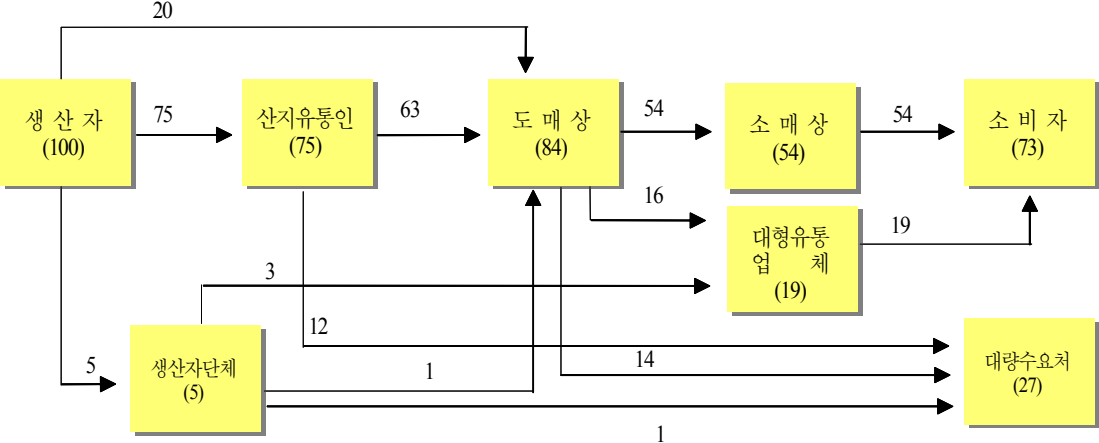 20
생 산 자
(100)
75
산지유통인
(75)
63
도 매 상
(84)
54
소 매 상
(54)
54
소 비 자
(73)
16
대형유통
업 체
(19)
19
3
12
5
생산자단체
(5)
1
14
대량수요처
(27)
1